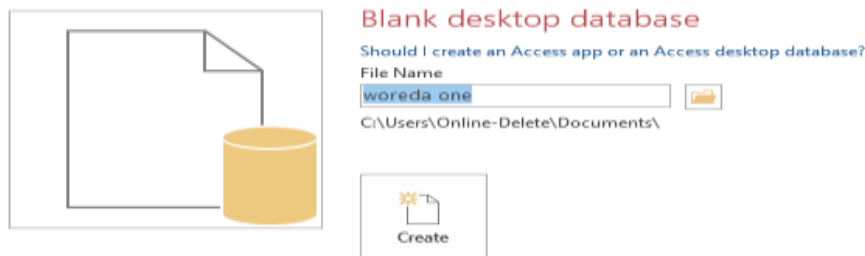 Blank desktop database
Should I create an Access app or an Access desktop database?
File Name
woreda one
C:\Users\Online-Delete\Documents\
Create